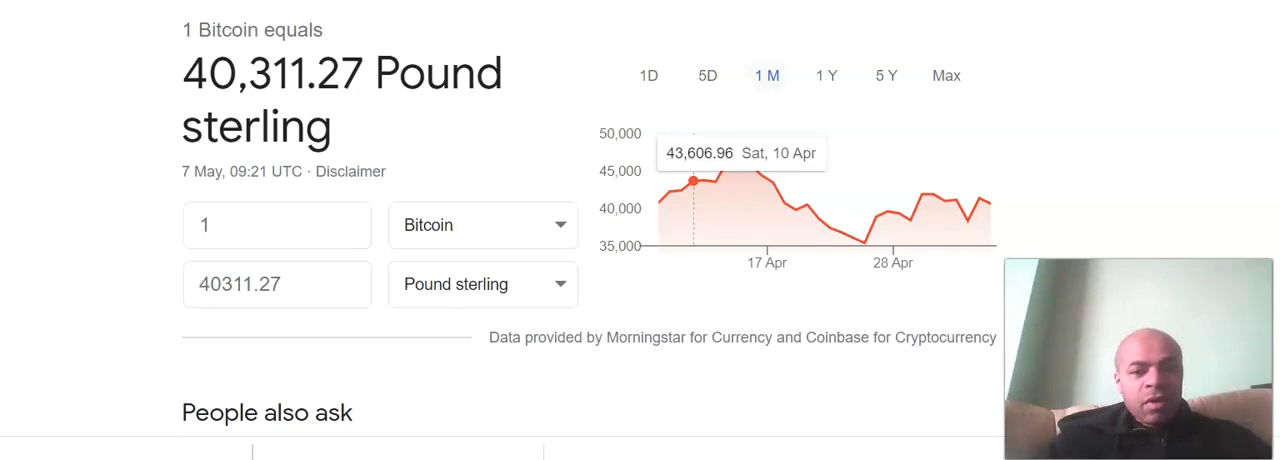 1 Bitcoin equals
40,311.27 Pound
sterling
7 May, 09:21 UTC · Disclaimer
1
Bitcoin
40311.27
Pound sterling
1D 5D 1 M 1 Y 5 Y Max
50,000
43,606.96 Sat, 10 Apr
45,000
40,000
35,000
17 Apr 28 Apr
Data provided by Morningstar for Currency and Coinbase for Cryptocurrency
People also ask